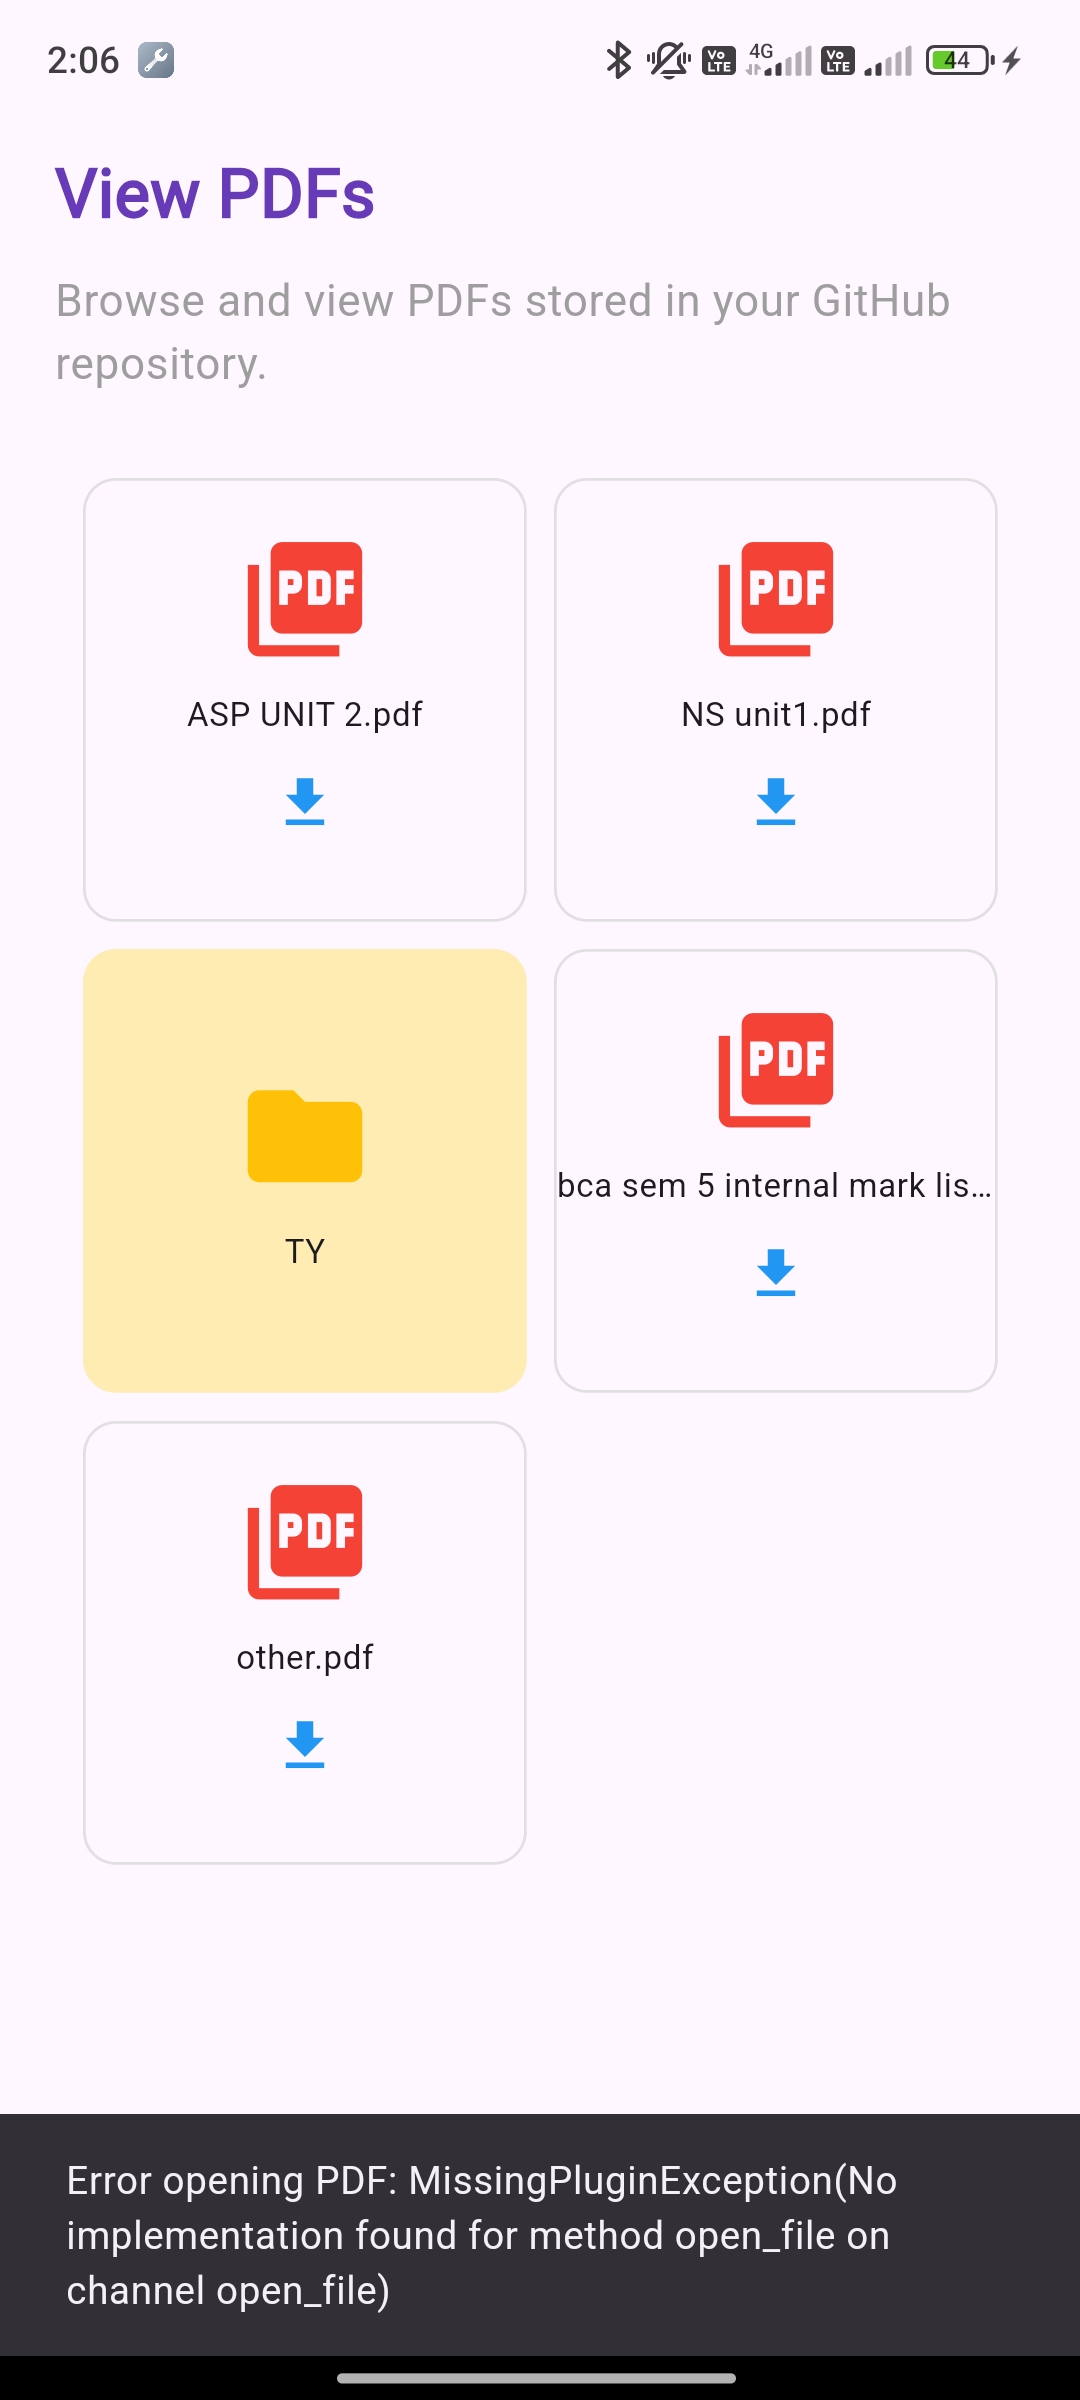 2:06
Vo LTE
4G
Vo LTE
44
View PDFs
Browse and view PDFs stored in your GitHub
repository.
PDF
PDF
ASP UNIT 2.pdf
NS unit1.pdf
PDF
TY
bca sem 5 internal mark lis...
PDF
other.pdf
Error opening PDF: MissingPluginException(No
implementation found for method open_file on
channel open_file)